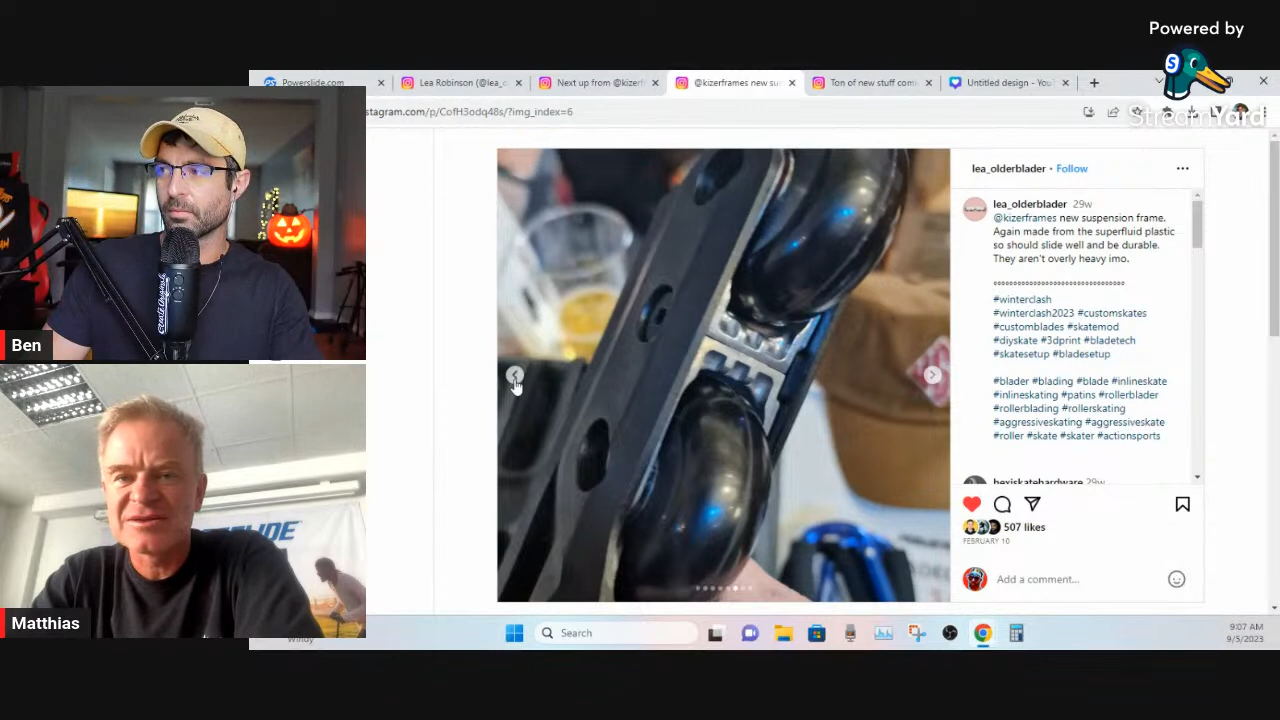 Powered by
StreamYard
Powerslide.com
Lea Robinson (@lea_c
Next up from @kizerf
@kizerframes new su
Ton of new stuff com
Untitled design - You
stagram.com/p/CofH3odq48s/?img_index=6
lea_olderblader • Follow
lea_olderblader 29w
@kizerframes new suspension frame.
Again made from the superfluid plastic
so should slide well and be durable.
They aren't overly heavy imo.
#winterclash
#winterclash2023 #customskates
#customblades #skatemod
#diyskate #3dprint #bladetech
#skatesetup #bladesetup
#blader #blading #blade #inlineskate
#inlineskating #patins #rollerblader
#rollerblading #rollerskating
#aggressiveskating #aggressiveskate
#roller #skate #skater #actionsports
hexiskatehardware 29w
507 likes
FEBRUARY 10
Add a comment...
Ben
Matthias
Windy
Search
9:07 AM
9/5/2023